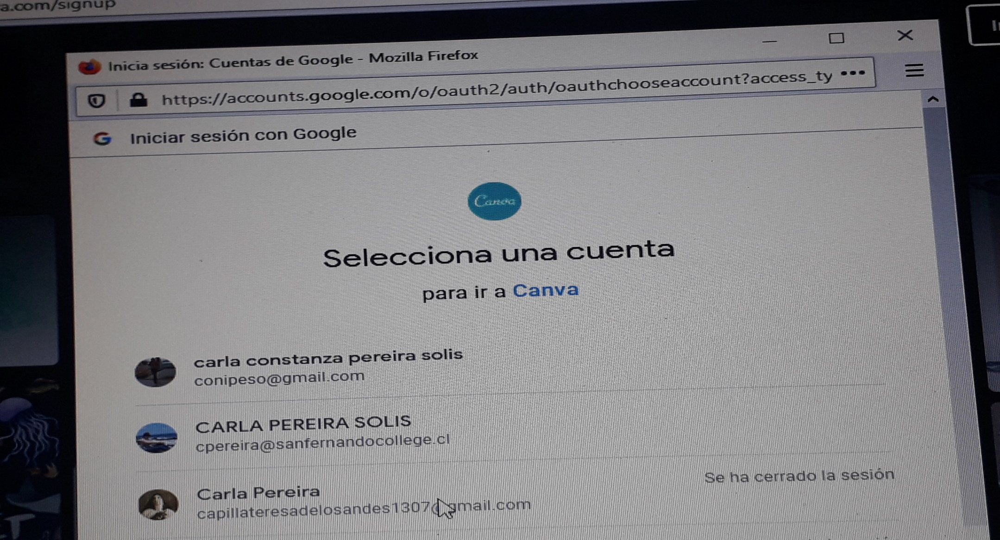 a.com/signup
Inicia sesión: Cuentas de Google - Mozilla Firefox
https://accounts.google.com/o/oauth2/auth/oauthchooseaccount?access_ty
Iniciar sesión con Google
Canva
Selecciona una cuenta
para ir a Canva
carla constanza pereira solis
conipeso@gmail.com
CARLA PEREIRA SOLIS
cpereira@sanfernandocollege.cl
Carla Pereira
Se ha cerrado la sesión
capillateresadelosandes1307@gmail.com